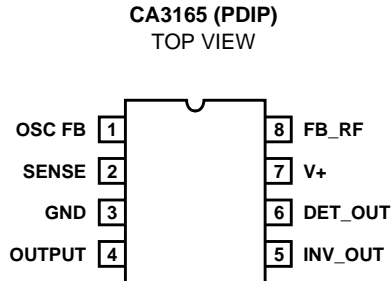 CA3165 (PDIP)
TOP VIEW
OSC FB 1 8 FB_RF
SENSE 2 7 V+
GND 3 6 DET_OUT
OUTPUT 4 5 INV_OUT